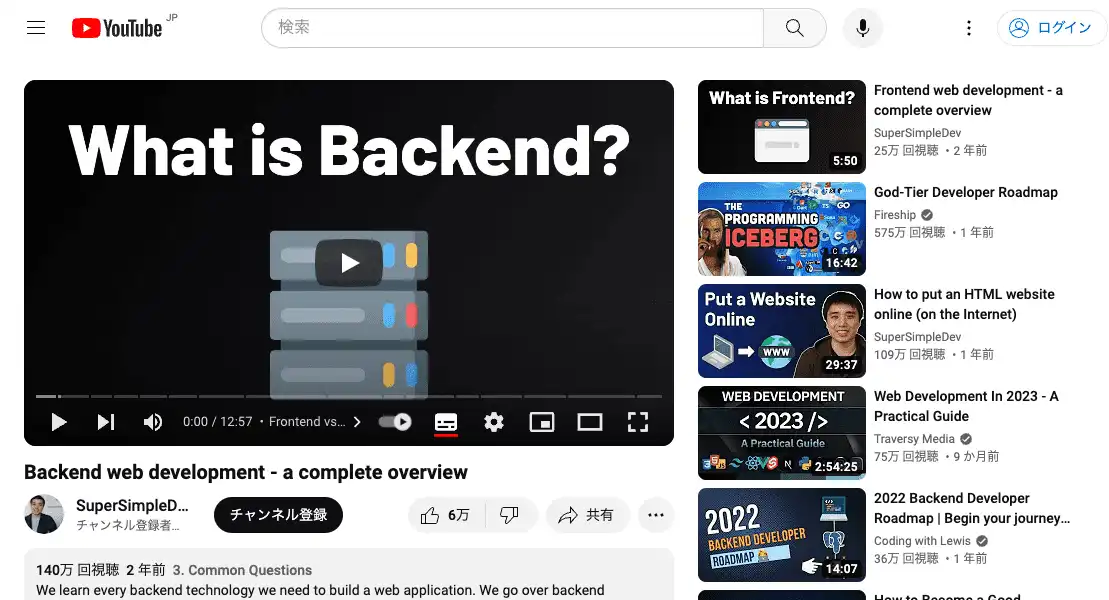 YouTube JP
検索
ログイン
What is Backend?
0:00 / 12:57 • Frontend vs...
Backend web development - a complete overview
SuperSimpleD...
チャンネル登録者...
チャンネル登録
6万
共有
140万 回視聴 2 年前 3. Common Questions
We learn every backend technology we need to build a web application. We go over backend
What is Frontend?
5:50
Frontend web development - a
complete overview
SuperSimpleDev
25万 回視聴 • 2 年前
THE
PROGRAMMING
ICEBERG
16:42
God-Tier Developer Roadmap
Fireship
575万 回視聴 • 1 年前
Put a Website
Online
WWW
29:37
How to put an HTML website
online (on the Internet)
SuperSimpleDev
109万 回視聴 • 1 年前
WEB DEVELOPMENT
< 2023 />
A Practical Guide
2:54:25
Web Development In 2023 - A
Practical Guide
Traversy Media
75万 回視聴 • 9 か月前
2022
BACKEND DEVELOPER
ROADMAP
14:07
2022 Backend Developer
Roadmap | Begin your journey...
Coding with Lewis
36万 回視聴 • 1 年前
How to Become a Good